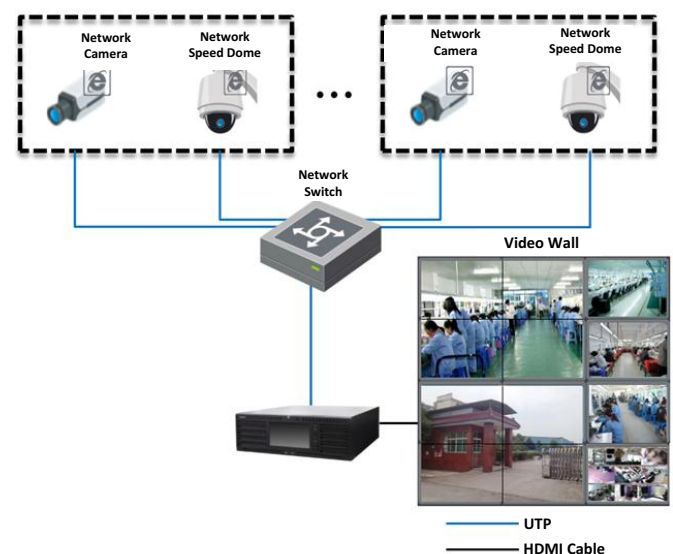 Network
Camera
Network
Speed Dome
Network
Camera
Network
Speed Dome
Network
Switch
Video Wall
UTP
HDMI Cable